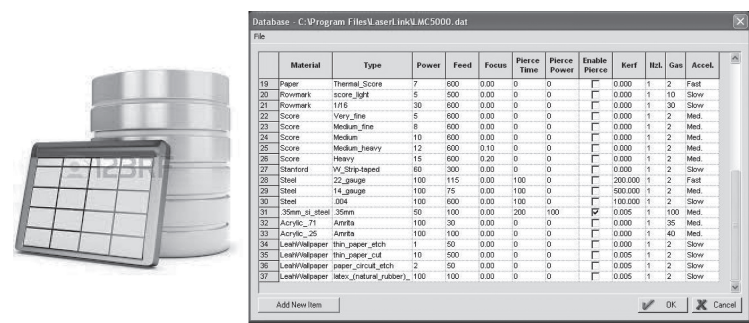 Database - C:\Program Files\LaserLink\LMC5000.dat
File
Material Type Power Feed Focus Pierce Time Pierce Power Enable Pierce Kerf Nzl. Gas Accel.
19 Paper Thermal_Score 7 600 0.00 0 0 0.000 1 2 Fast
20 Rowmark score_light 5 500 0.00 0 0 0.000 1 10 Slow
21 Rowmark 1/16 30 600 0.00 0 0 0.000 1 30 Slow
22 Score Very_fine 5 600 0.00 0 0 0.000 1 2 Med.
23 Score Medium_fine 8 600 0.00 0 0 0.000 1 2 Med.
24 Score Medium 10 600 0.00 0 0 0.000 1 2 Med.
25 Score Medium_heavy 12 600 0.10 0 0 0.000 1 2 Med.
26 Score Heavy 15 600 0.20 0 0 0.000 1 2 Med.
27 Stanford W_Strip-taped 60 300 0.00 0 0 0.000 1 2 Slow
28 Steel 22_gauge 100 115 0.00 100 0 200.000 1 2 Fast
29 Steel 14_gauge 100 75 0.00 100 0 500.000 1 2 Med.
30 Steel .004 100 600 0.00 100 0 100.000 1 2 Slow
31 .35mm_si_steel .35mm 50 100 0.00 200 100 0.005 1 100 Med.
32 Acrylic_.71 Amrita 100 30 0.00 0 0 0.000 1 35 Med.
33 Acrylic_.25 Amrita 100 100 0.00 0 0 0.000 1 40 Med.
34 LeahWallpaper thin_paper_etch 1 50 0.00 0 0 0.005 1 2 Slow
35 LeahWallpaper thin_paper_cut 10 500 0.00 0 0 0.005 1 2 Slow
36 LeahWallpaper paper_circuit_etch 2 50 0.00 0 0 0.005 1 2 Slow
37 LeahWallpaper latex_(natural_rubber)_ 100 100 0.00 0 0 0.005 1 2 Slow
Add New Item OK Cancel